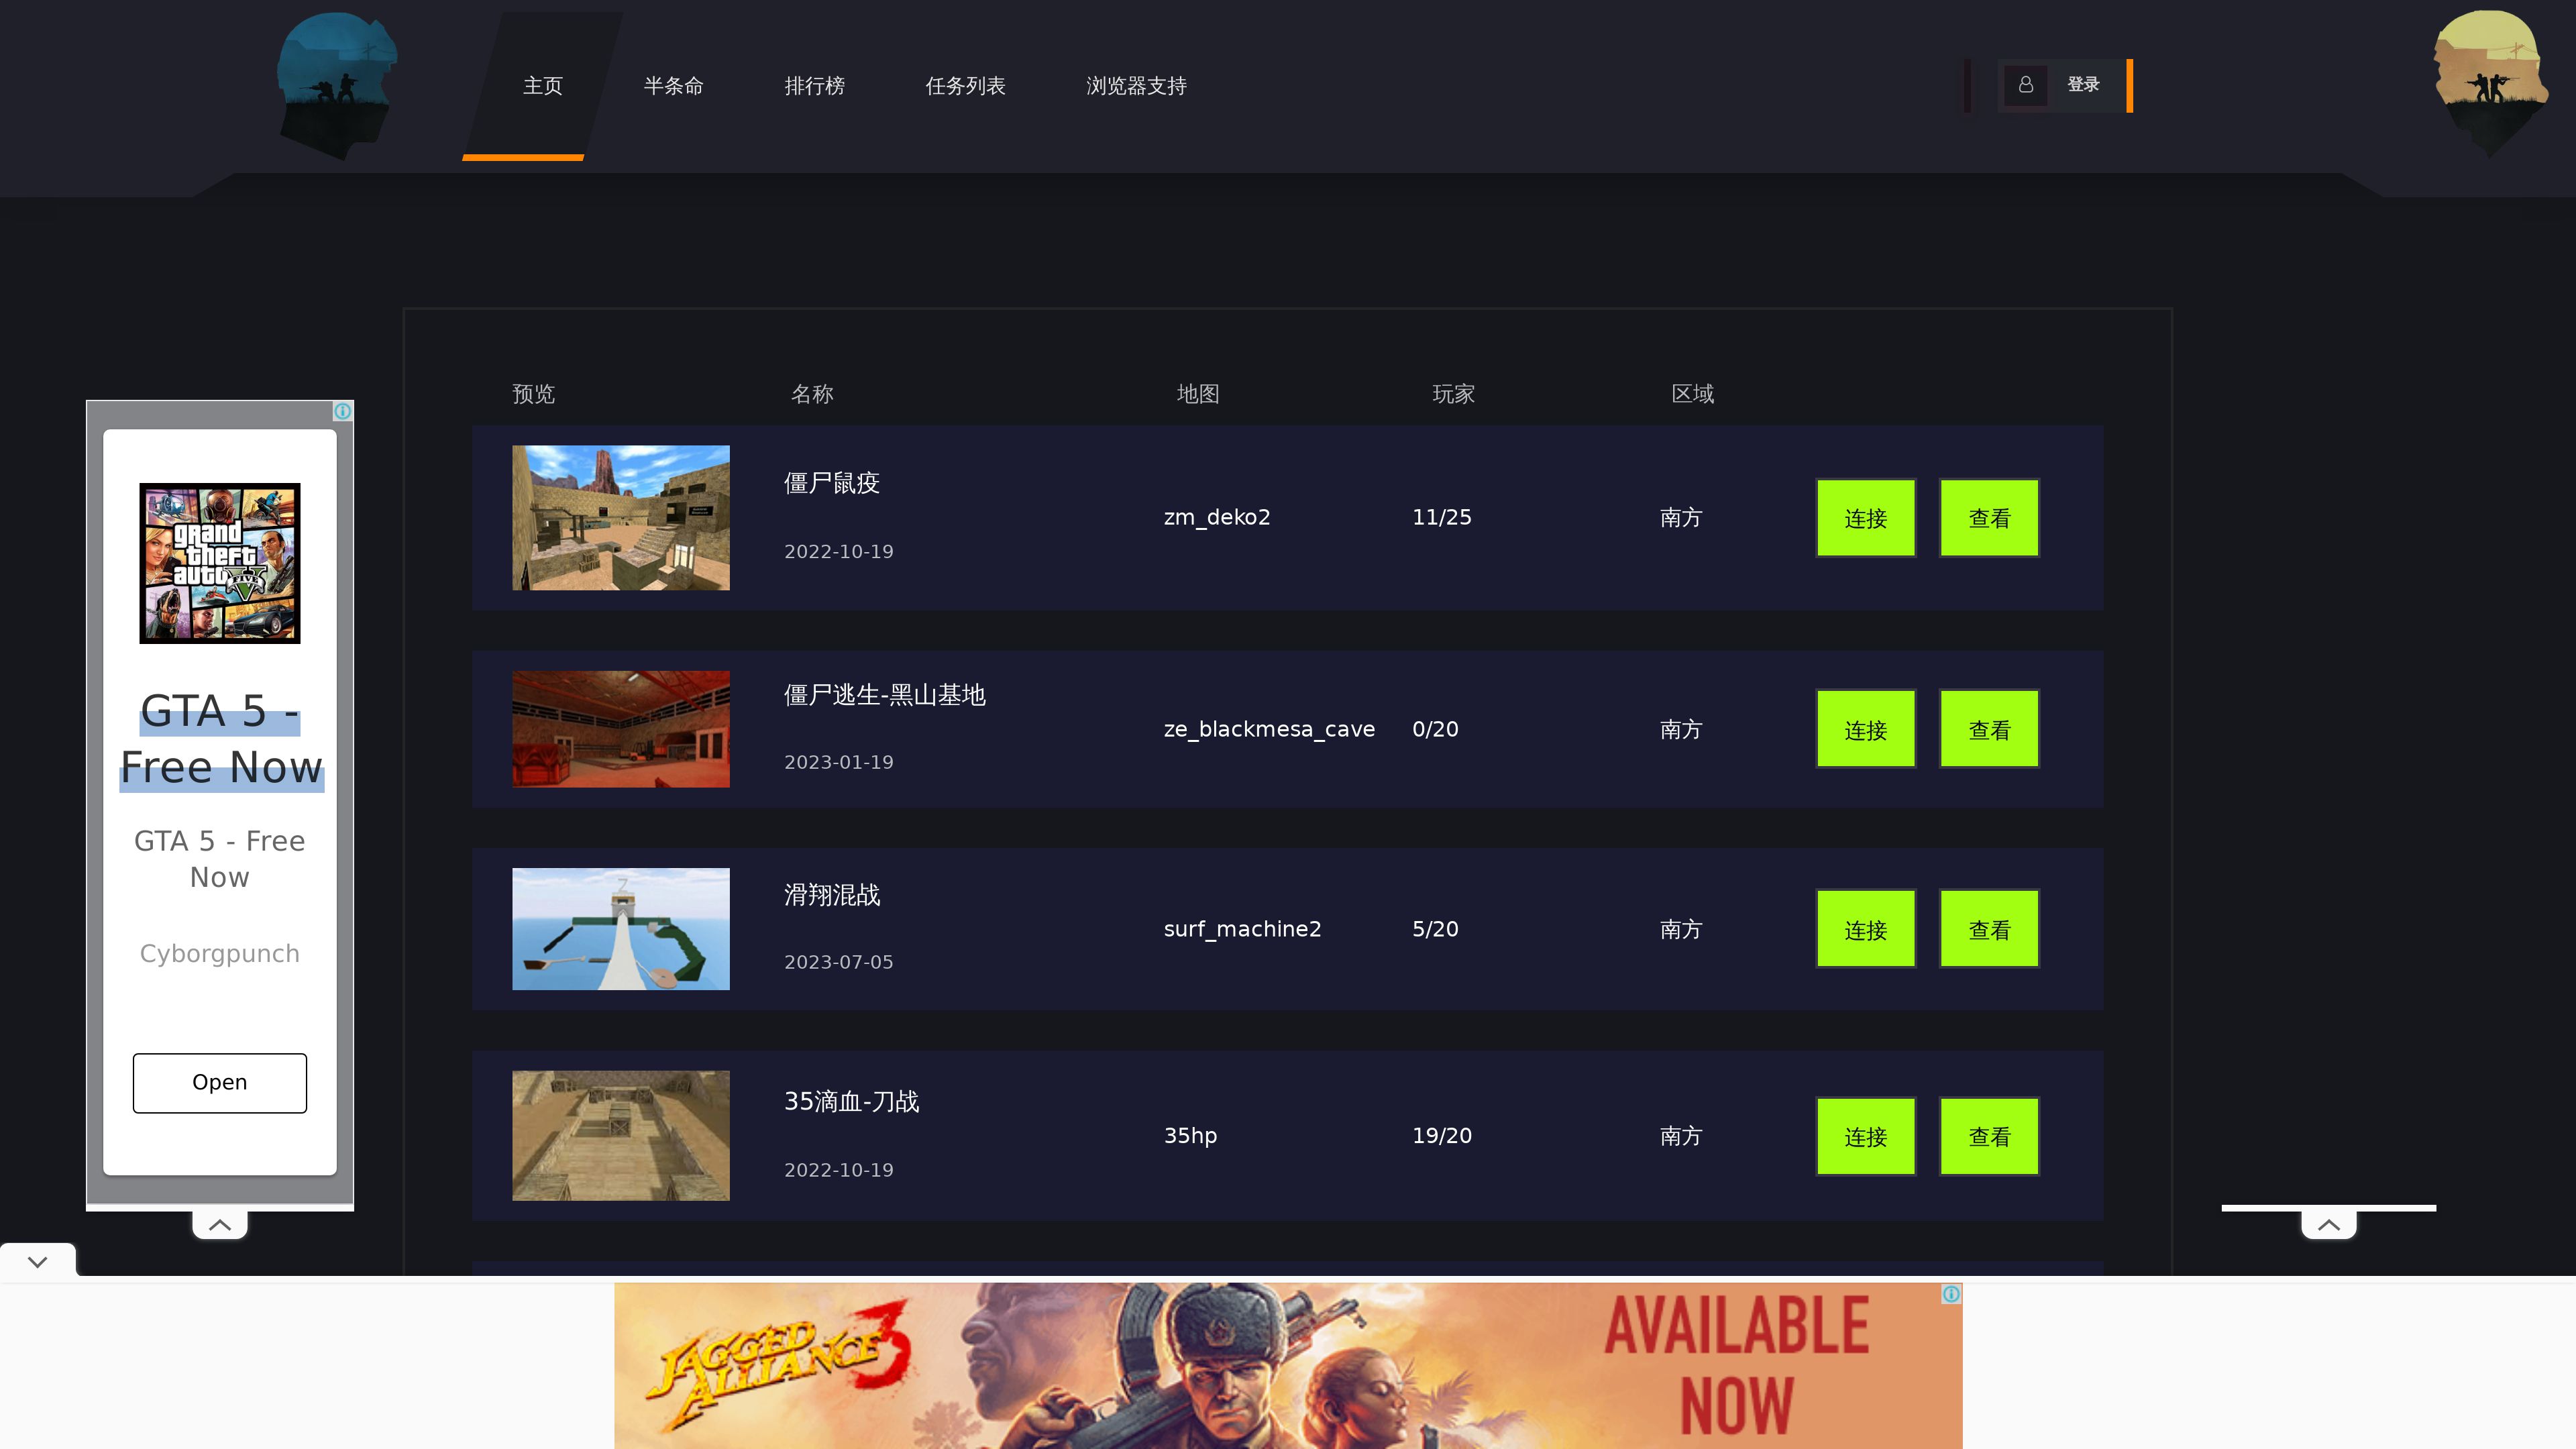 主页
半条命
排行榜
任务列表
浏览器支持
登录
预览
名称
地图
玩家
区域
僵尸鼠疫
2022-10-19
zm_deko2
11/25
南方
连接
查看
僵尸逃生-黑山基地
2023-01-19
ze_blackmesa_cave
0/20
南方
连接
查看
滑翔混战
2023-07-05
surf_machine2
5/20
南方
连接
查看
35滴血-刀战
2022-10-19
35hp
19/20
南方
连接
查看
grand
theft
auto
FIVE
GTA 5 -
Free Now
GTA 5 - Free
Now
Cyborgpunch
Open
JAGGED
ALLIANCE 3
AVAILABLE
NOW